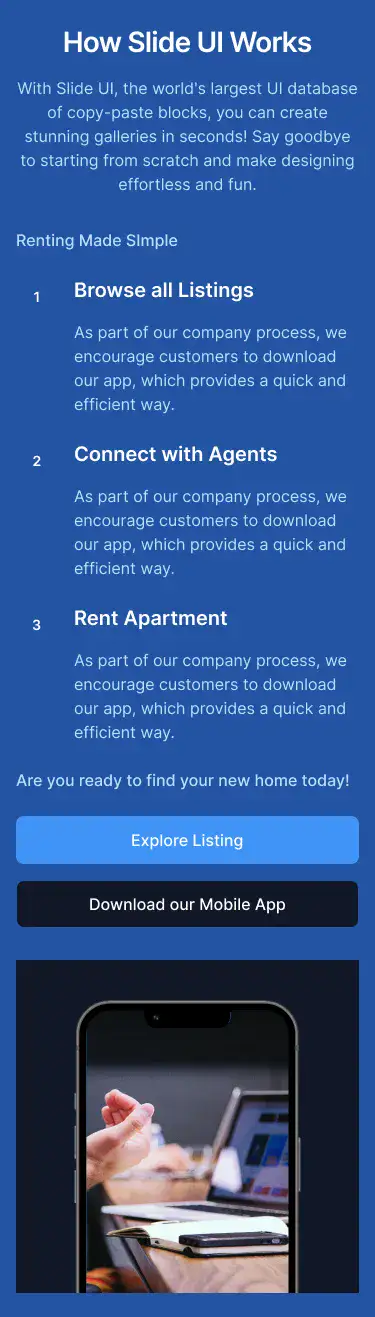 How Slide UI Works
With Slide UI, the world's largest UI database
of copy-paste blocks, you can create
stunning galleries in seconds! Say goodbye
to starting from scratch and make designing
effortless and fun.
Renting Made SImple
1
Browse all Listings
As part of our company process, we
encourage customers to download
our app, which provides a quick and
efficient way.
2
Connect with Agents
As part of our company process, we
encourage customers to download
our app, which provides a quick and
efficient way.
3
Rent Apartment
As part of our company process, we
encourage customers to download
our app, which provides a quick and
efficient way.
Are you ready to find your new home today!
Explore Listing
Download our Mobile App